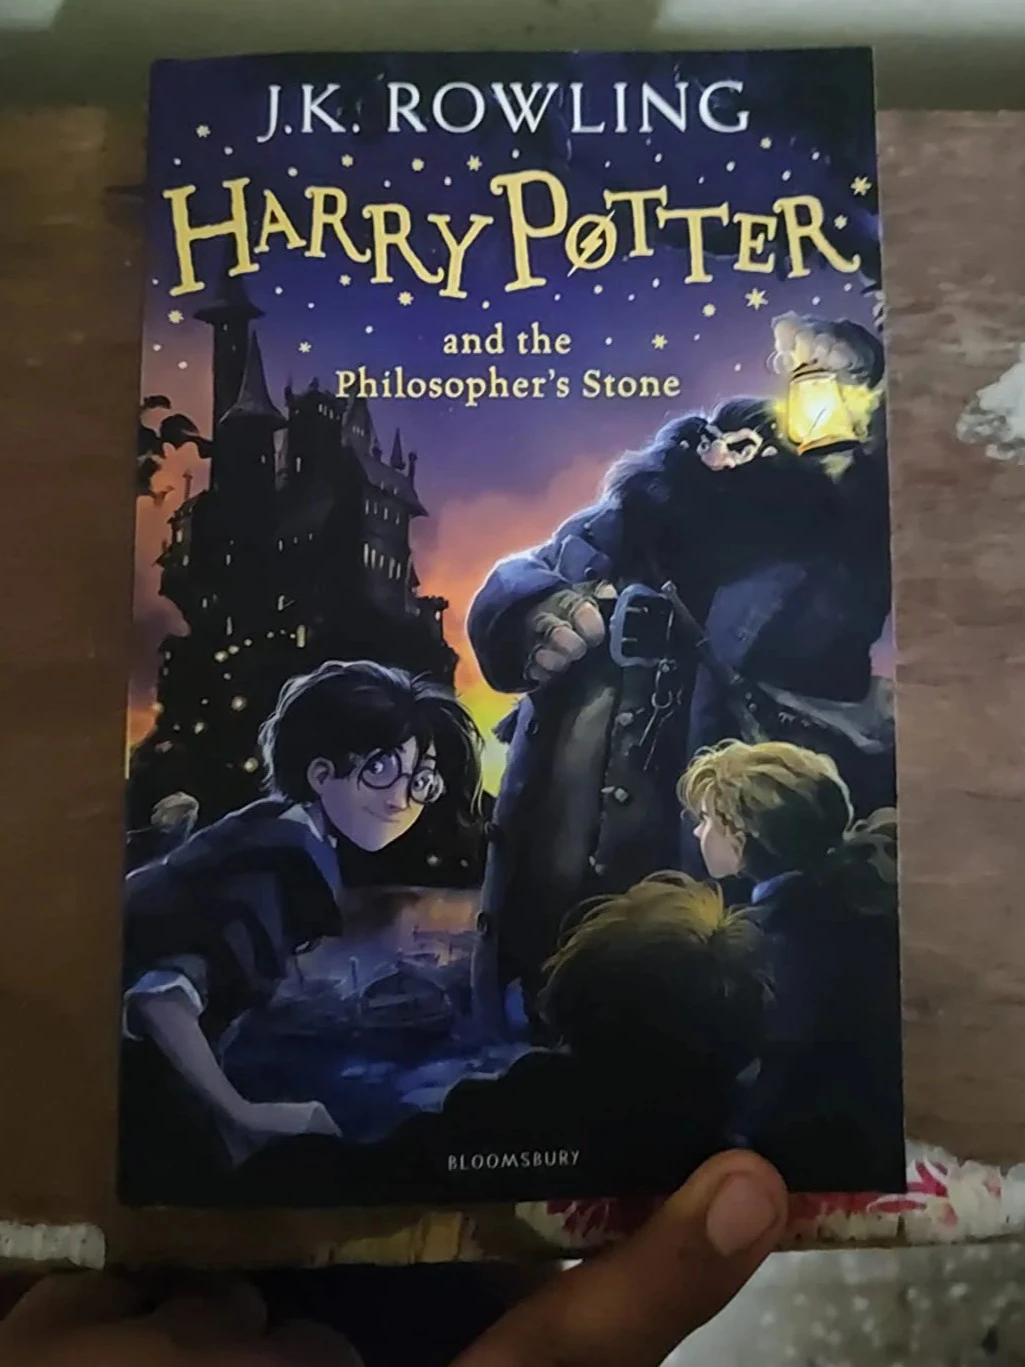 J.K. ROWLING
HARRY POTTER
and the
Philosopher's Stone
BLOOMSBURY